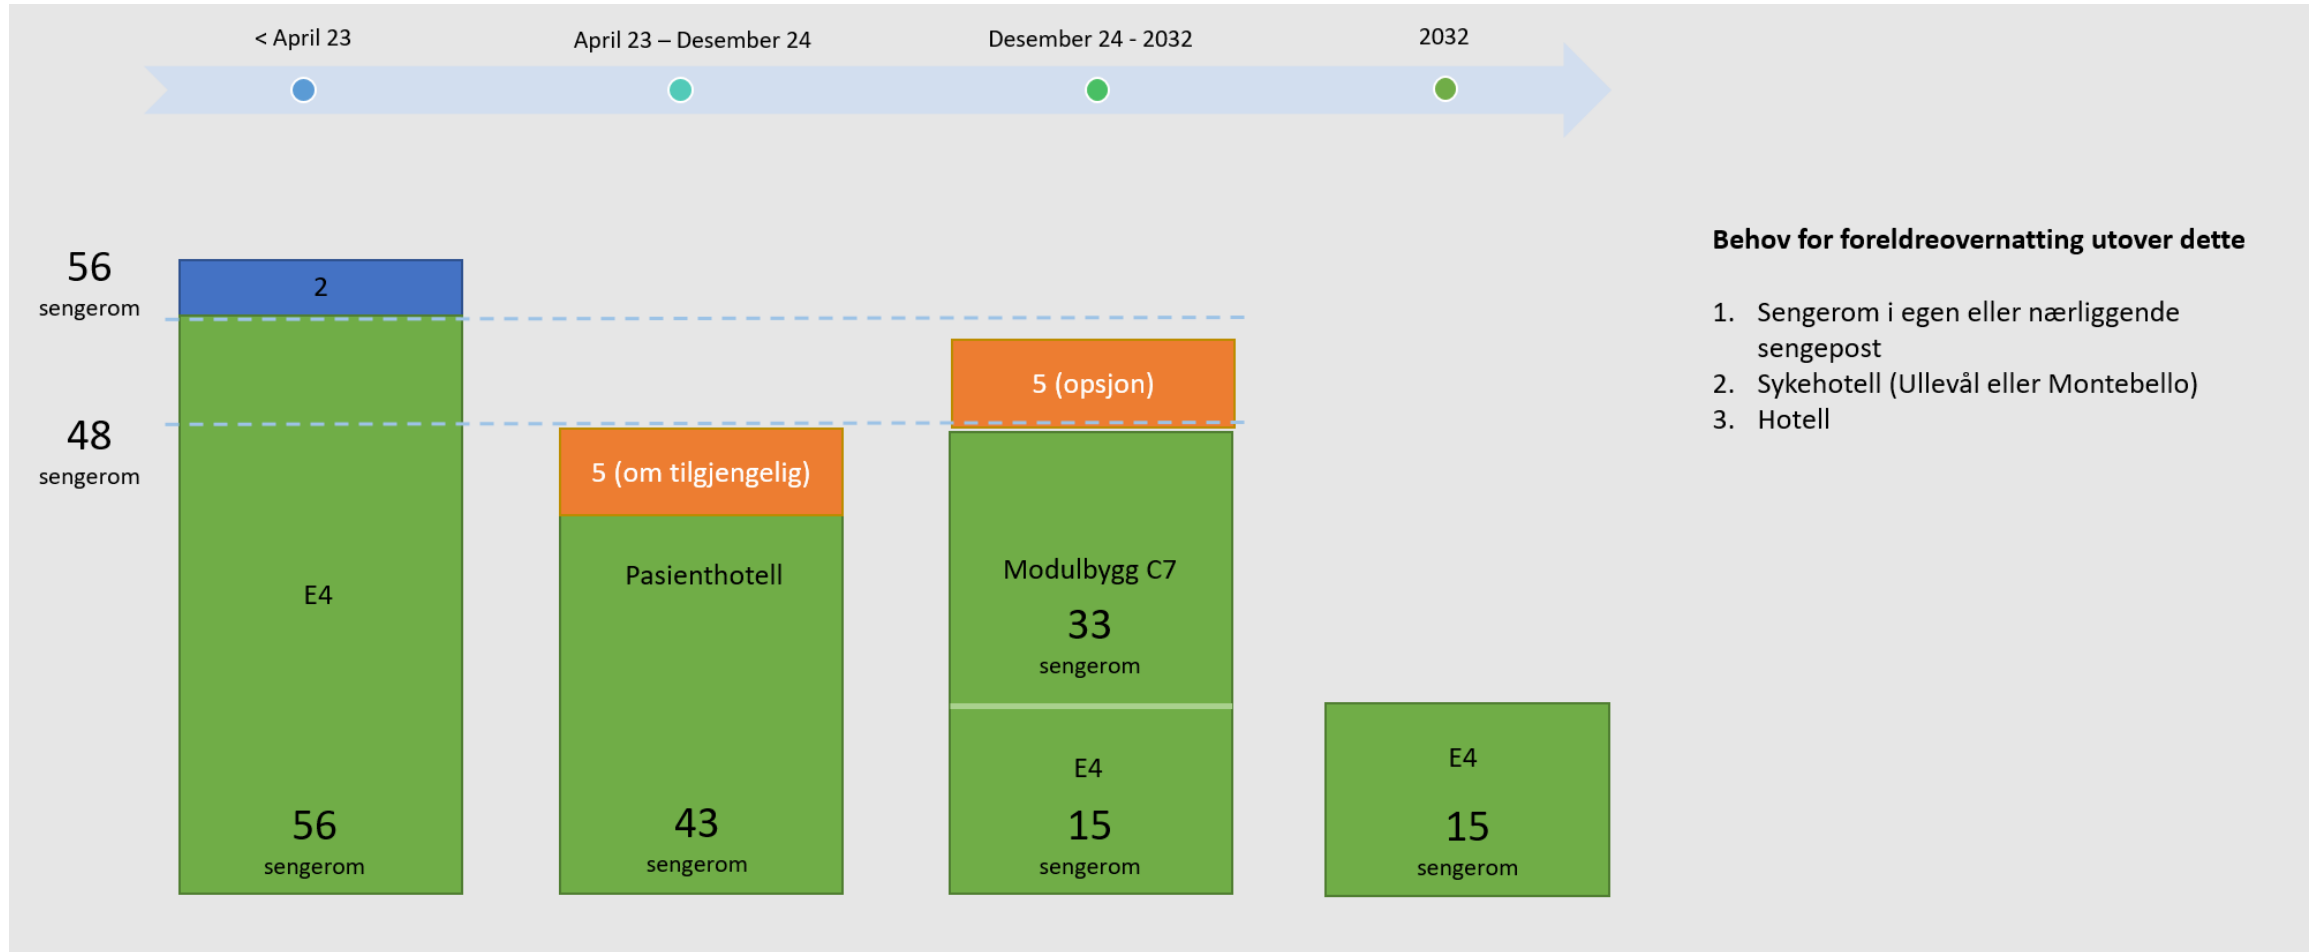 < April 23
April 23 – Desember 24
Desember 24 - 2032
2032
56
sengerom
48
sengerom
2
E4
56
sengerom
5 (om tilgjengelig)
Pasienthotell
43
sengerom
5 (opsjon)
Modulbygg C7
33
sengerom
E4
15
sengerom
E4
15
sengerom
Behov for foreldreovernatting utover dette
1. Sengerom i egen eller nærliggende
sengepost
2. Sykehotell (Ullevål eller Montebello)
3. Hotell